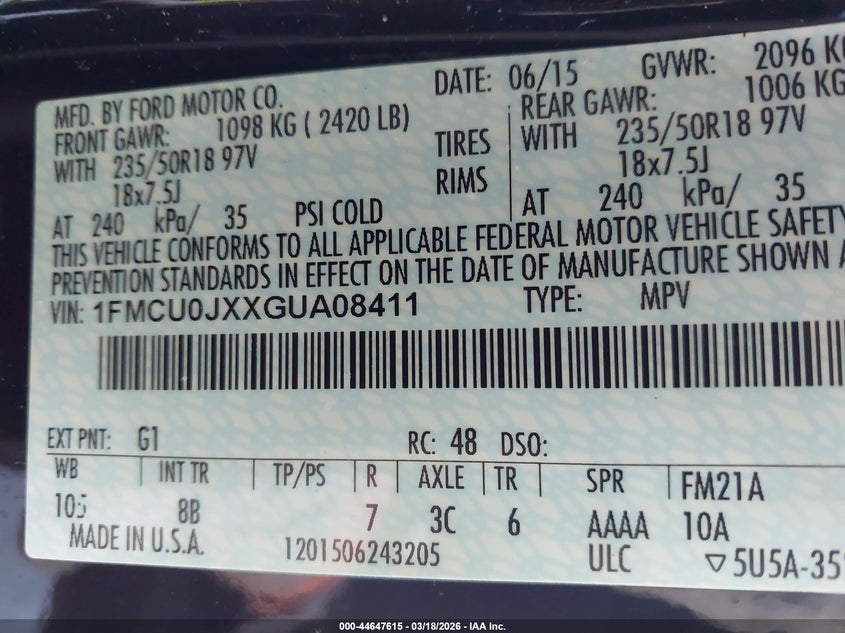 MFD. BY FORD MOTOR CO.
DATE: 06/15
GVWR: 2096 KG
FRONT GAWR: 1098 KG ( 2420 LB)
REAR GAWR: 1006 KG
WITH 235/50R18 97V
TIRES
WITH 235/50R18 97V
18x7.5J
RIMS
18x7.5J
AT 240 kPa/ 35 PSI COLD
AT 240 kPa/ 35
THIS VEHICLE CONFORMS TO ALL APPLICABLE FEDERAL MOTOR VEHICLE SAFETY
PREVENTION STANDARDS IN EFFECT ON THE DATE OF MANUFACTURE SHOWN A
VIN: 1FMCU0JXXGUA08411
TYPE: MPV
EXT PNT: G1
RC: 48 DSO:
WB INT TR TP/PS R AXLE TR SPR FM21A
105 8B 7 3C 6 AAAA 10A
MADE IN U.S.A. 1201506243205 ULC ▽5U5A-35
000-44647615 - 03/18/2026 - IAA Inc.